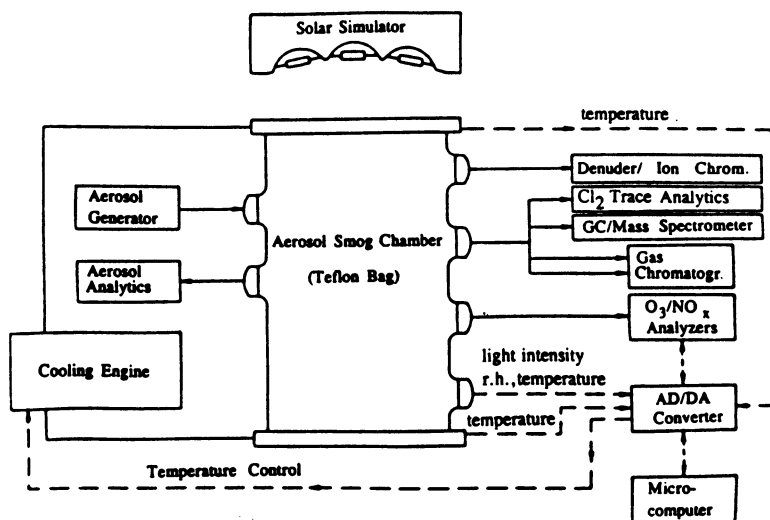 Solar Simulator
temperature
Denuder/ Ion Chrom.
Cl2 Trace Analytics
GC/Mass Spectrometer
Gas
Chromatogr.
Aerosol
Generator
Aerosol Smog Chamber
(Teflon Bag)
Aerosol
Analytics
O3/NOx
Analyzers
Cooling Engine
light intensity
r.h., temperature
temperature
AD/DA
Converter
Temperature Control
Micro-
computer